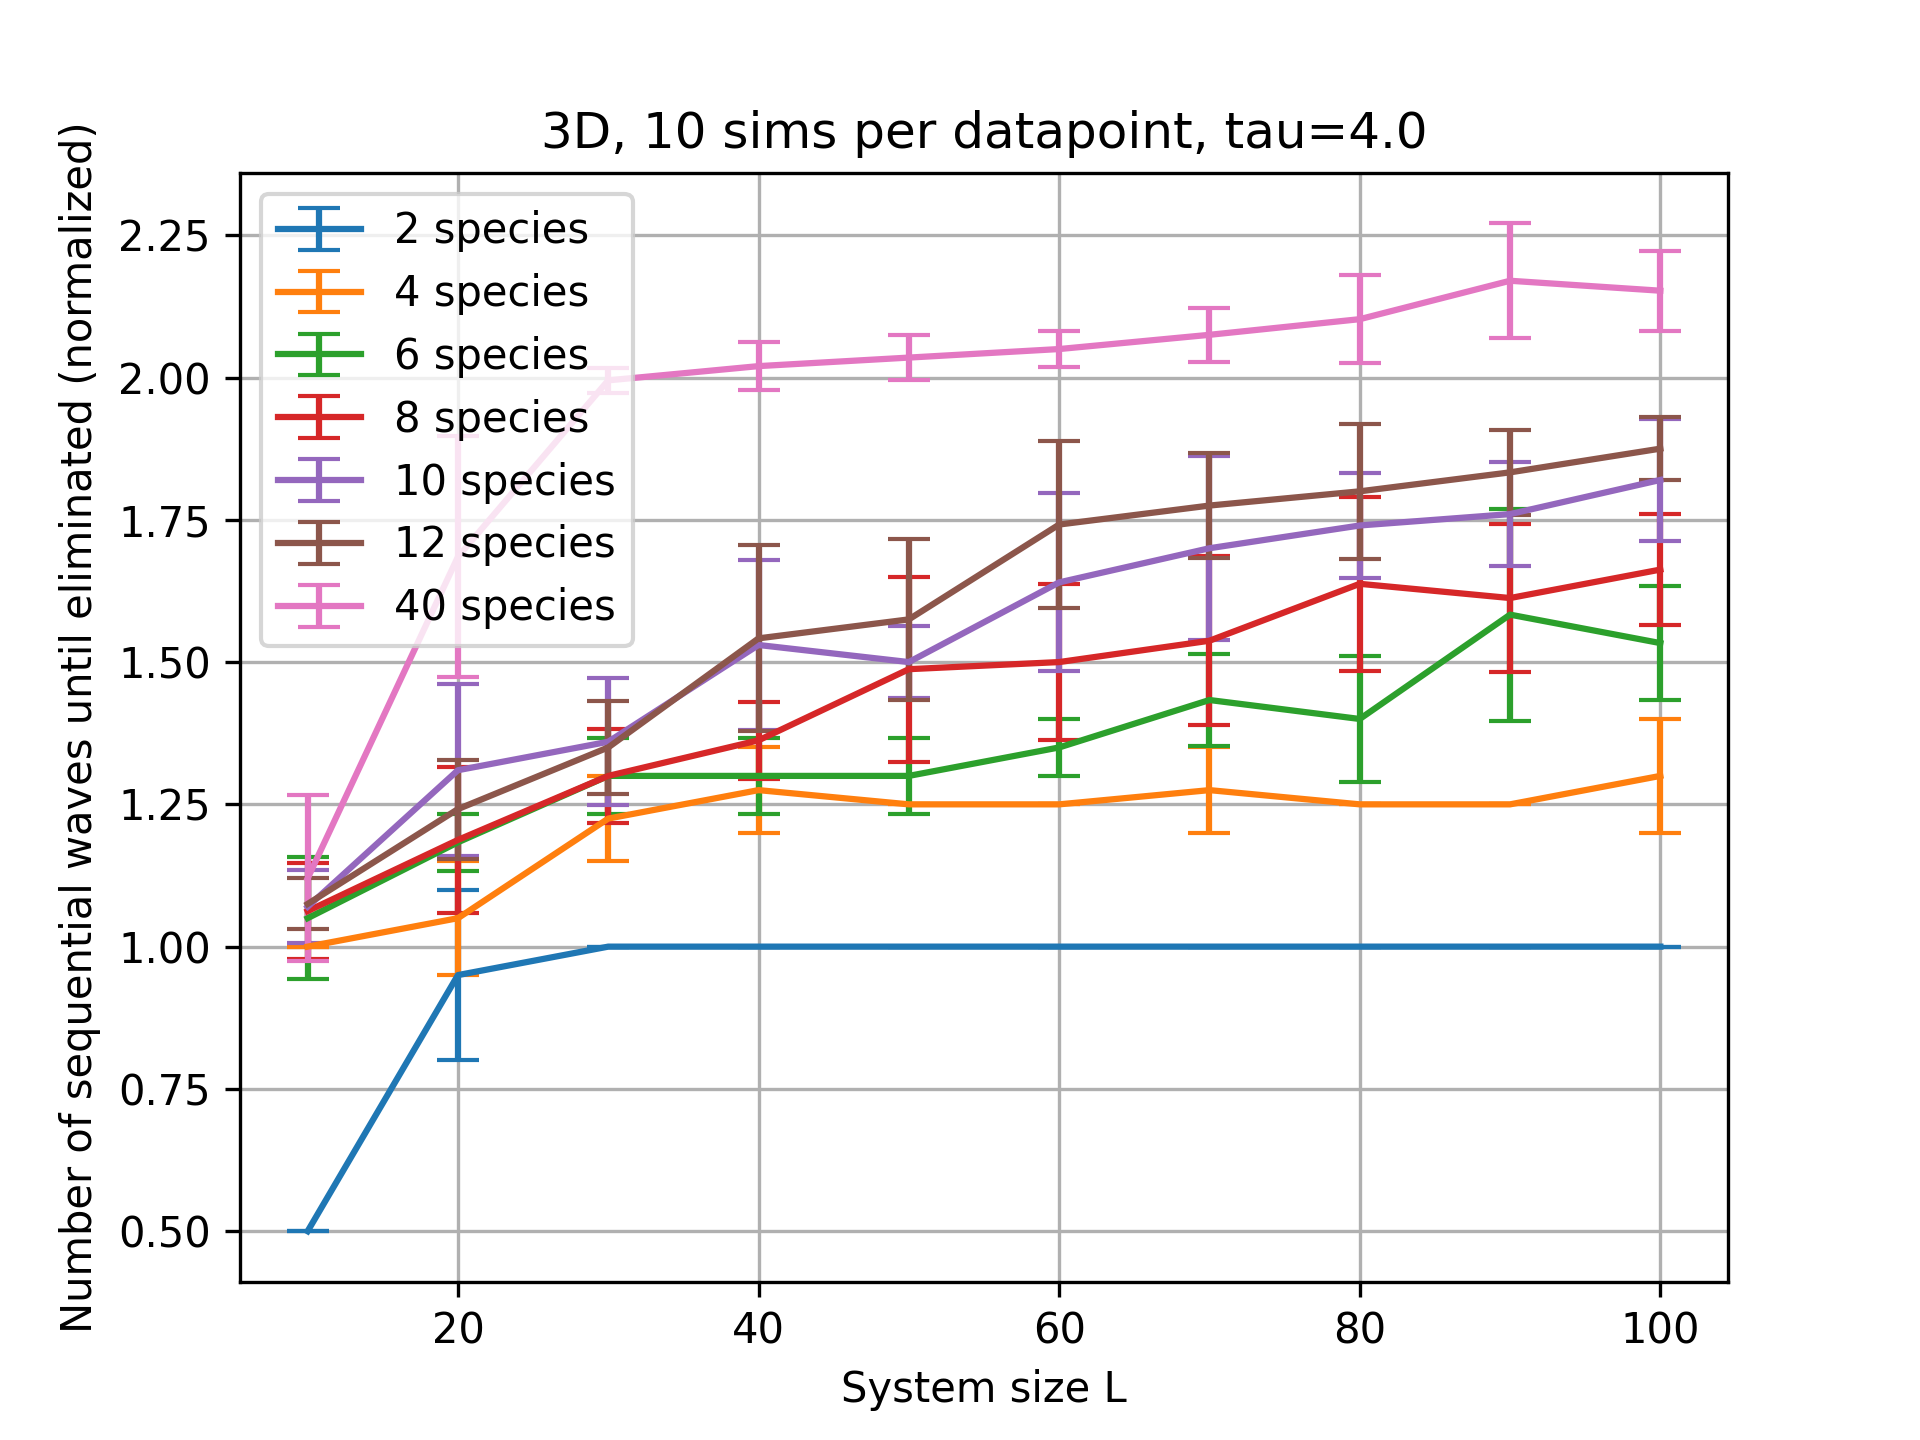 3D, 10 sims per datapoint, tau=4.0
Number of sequential waves until eliminated (normalized)
2.25
2.00
1.75
1.50
1.25
1.00
0.75
0.50
2 species
4 species
6 species
8 species
10 species
12 species
40 species
20
40
60
80
100
System size L